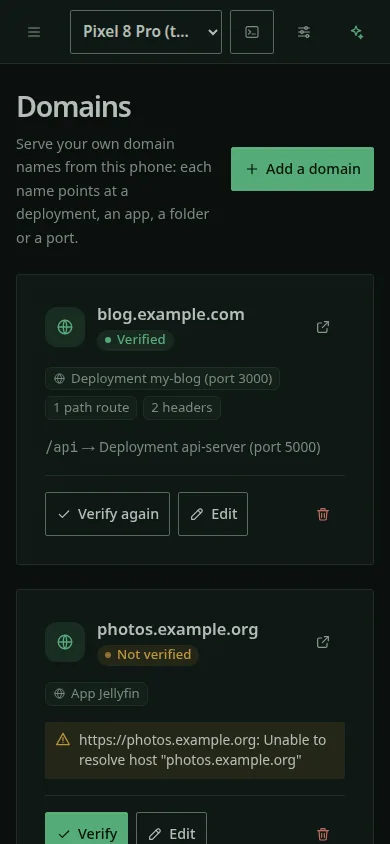 Pixel 8 Pro (t...
Domains
Serve your own domain
names from this phone: each
name points at a
deployment, an app, a folder
or a port.
Add a domain
blog.example.com
Verified
Deployment my-blog (port 3000)
1 path route
2 headers
/api → Deployment api-server (port 5000)
Verify again
Edit
photos.example.org
Not verified
App Jellyfin
https://photos.example.org: Unable to
resolve host "photos.example.org"
Verify
Edit